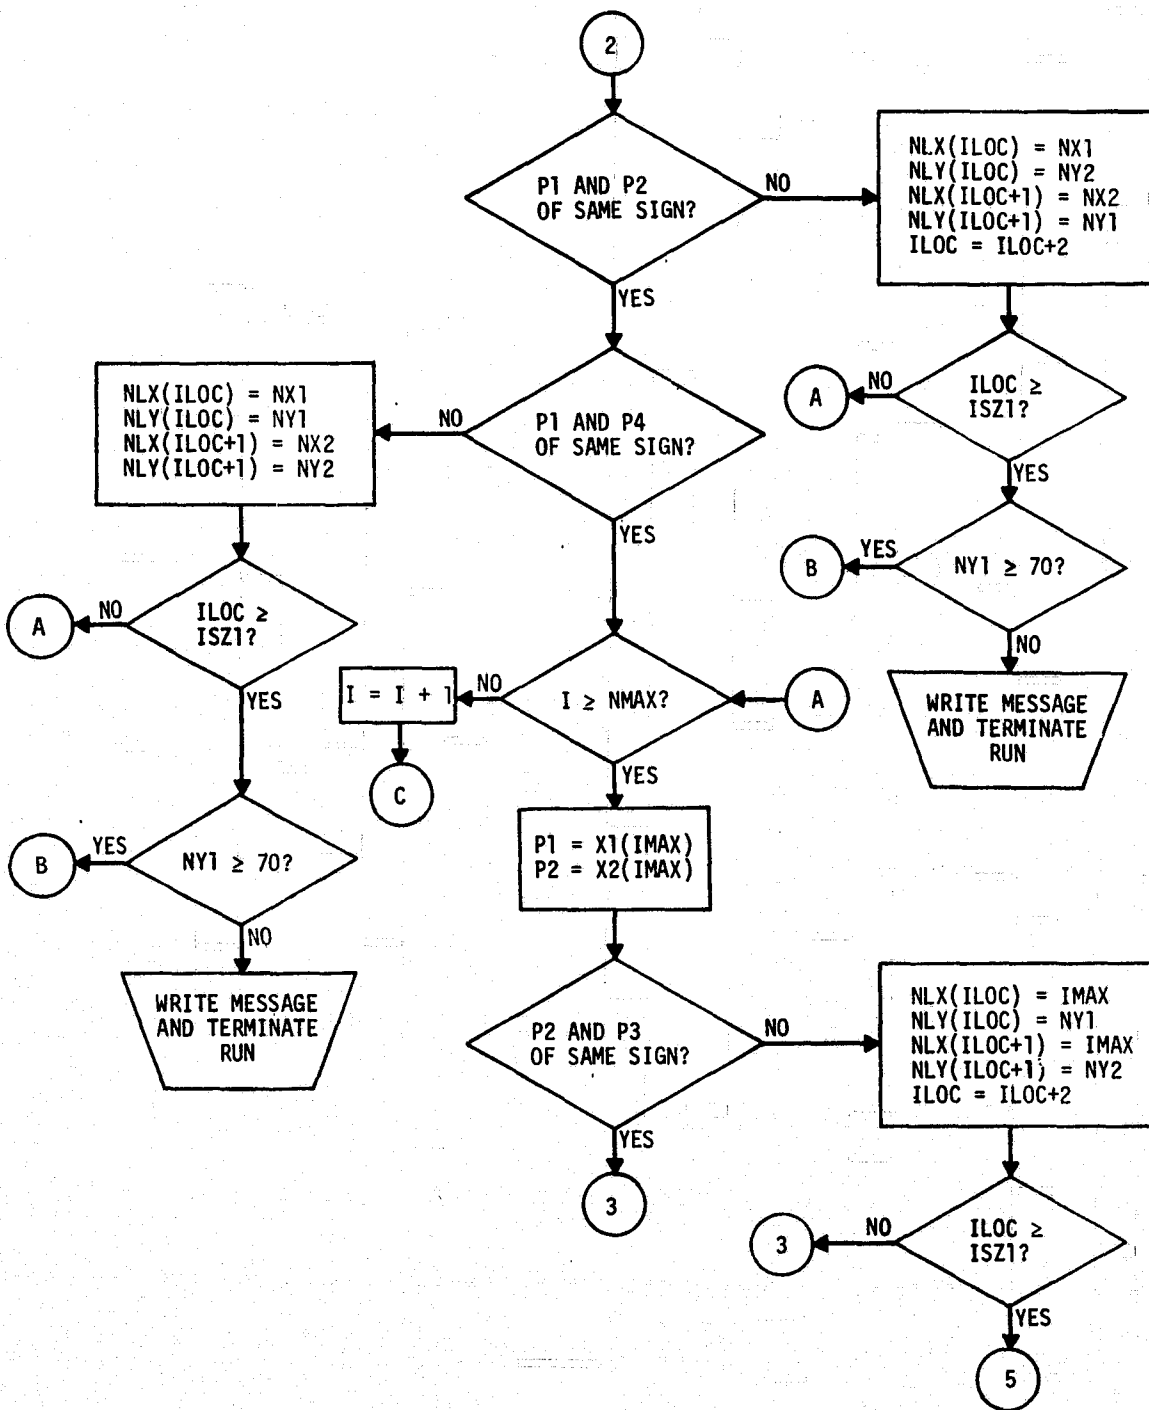 2
P1 AND P2
OF SAME SIGN?
NO
NLX(ILOC) = NX1
NLY(ILOC) = NY2
NLX(ILOC+1) = NX2
NLY(ILOC+1) = NY1
ILOC = ILOC+2
YES
ILOC ≥
ISZ1?
NO
A
YES
NY1 ≥ 70?
YES
B
NO
WRITE MESSAGE
AND TERMINATE
RUN
P1 AND P4
OF SAME SIGN?
NO
NLX(ILOC) = NX1
NLY(ILOC) = NY1
NLX(ILOC+1) = NX2
NLY(ILOC+1) = NY2
YES
ILOC ≥
ISZ1?
NO
A
YES
NY1 ≥ 70?
YES
B
NO
WRITE MESSAGE
AND TERMINATE
RUN
I ≥ NMAX?
A
NO
I = I + 1
C
YES
P1 = X1(IMAX)
P2 = X2(IMAX)
P2 AND P3
OF SAME SIGN?
NO
NLX(ILOC) = IMAX
NLY(ILOC) = NY1
NLX(ILOC+1) = IMAX
NLY(ILOC+1) = NY2
ILOC = ILOC+2
YES
3
ILOC ≥
ISZ1?
NO
3
YES
5